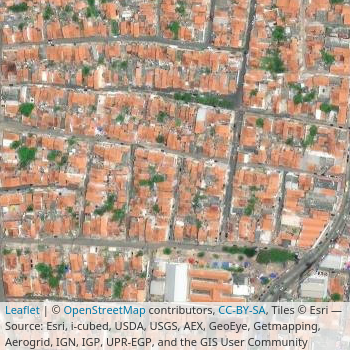 Leaflet | © OpenStreetMap contributors, CC-BY-SA, Tiles © Esri —
Source: Esri, i-cubed, USDA, USGS, AEX, GeoEye, Getmapping,
Aerogrid, IGN, IGP, UPR-EGP, and the GIS User Community